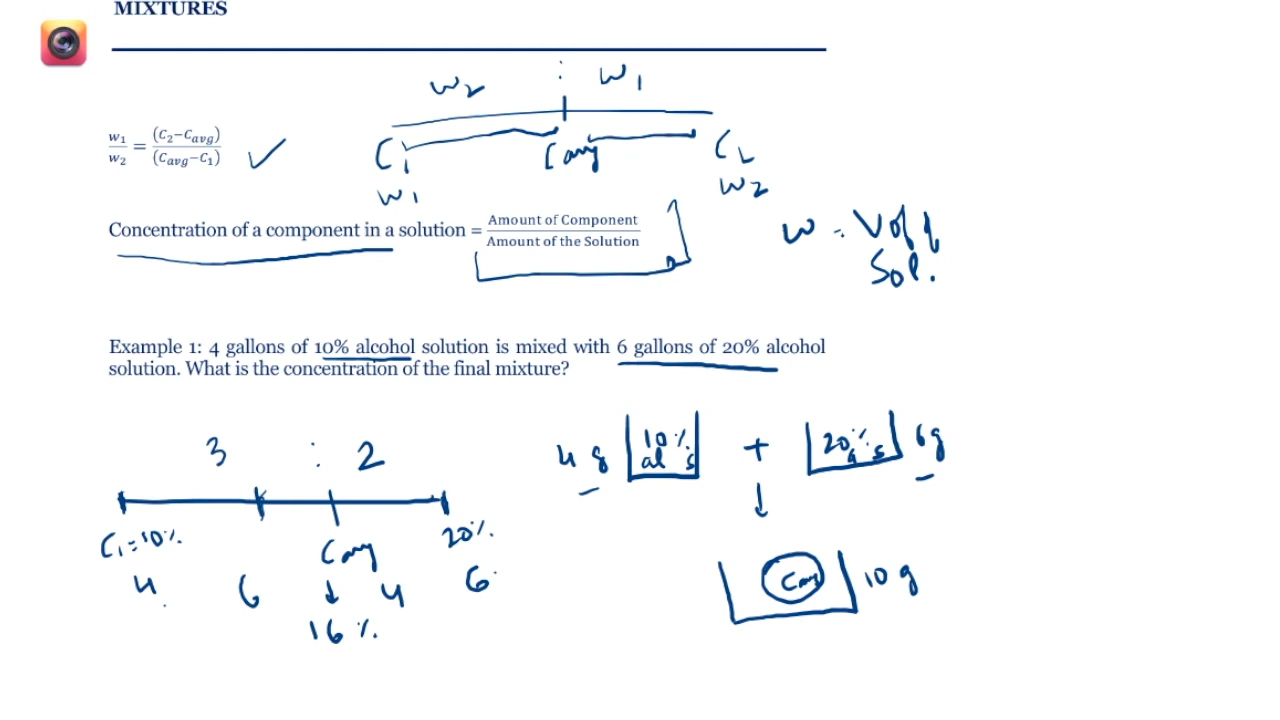 MIXTURES
w2 : w1
w1/w2 = (C2−Cavg)/(Cavg−C1)
C1 Cavg C2
w1 w2
Concentration of a component in a solution = Amount of Component/Amount of the Solution
w = Vol of
Sol.
Example 1: 4 gallons of 10% alcohol solution is mixed with 6 gallons of 20% alcohol
solution. What is the concentration of the final mixture?
3 : 2
C1 = 10% Cavg 20%
4 6 4 6
16%
4 g 10% al s + 20% a s 6g
Cavg 10 g